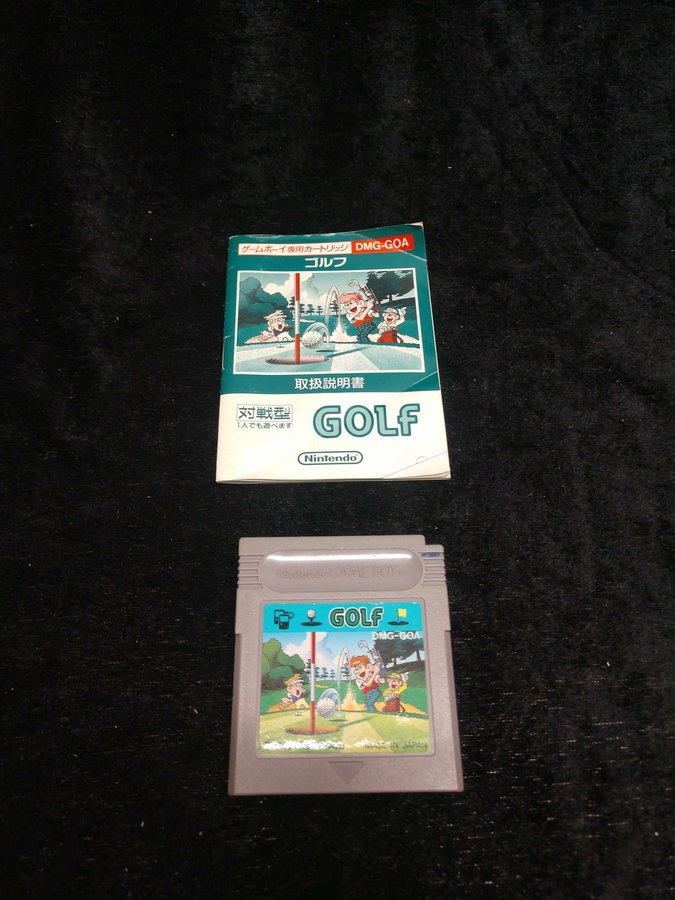 ゲームボーイ専用カートリッジ DMG-GOA
ゴルフ
取扱説明書
対戦型
1人でも遊べます
GOLF
Nintendo
Nintendo GAME BOY
GOLF
DMG-GOA
MADE IN JAPAN